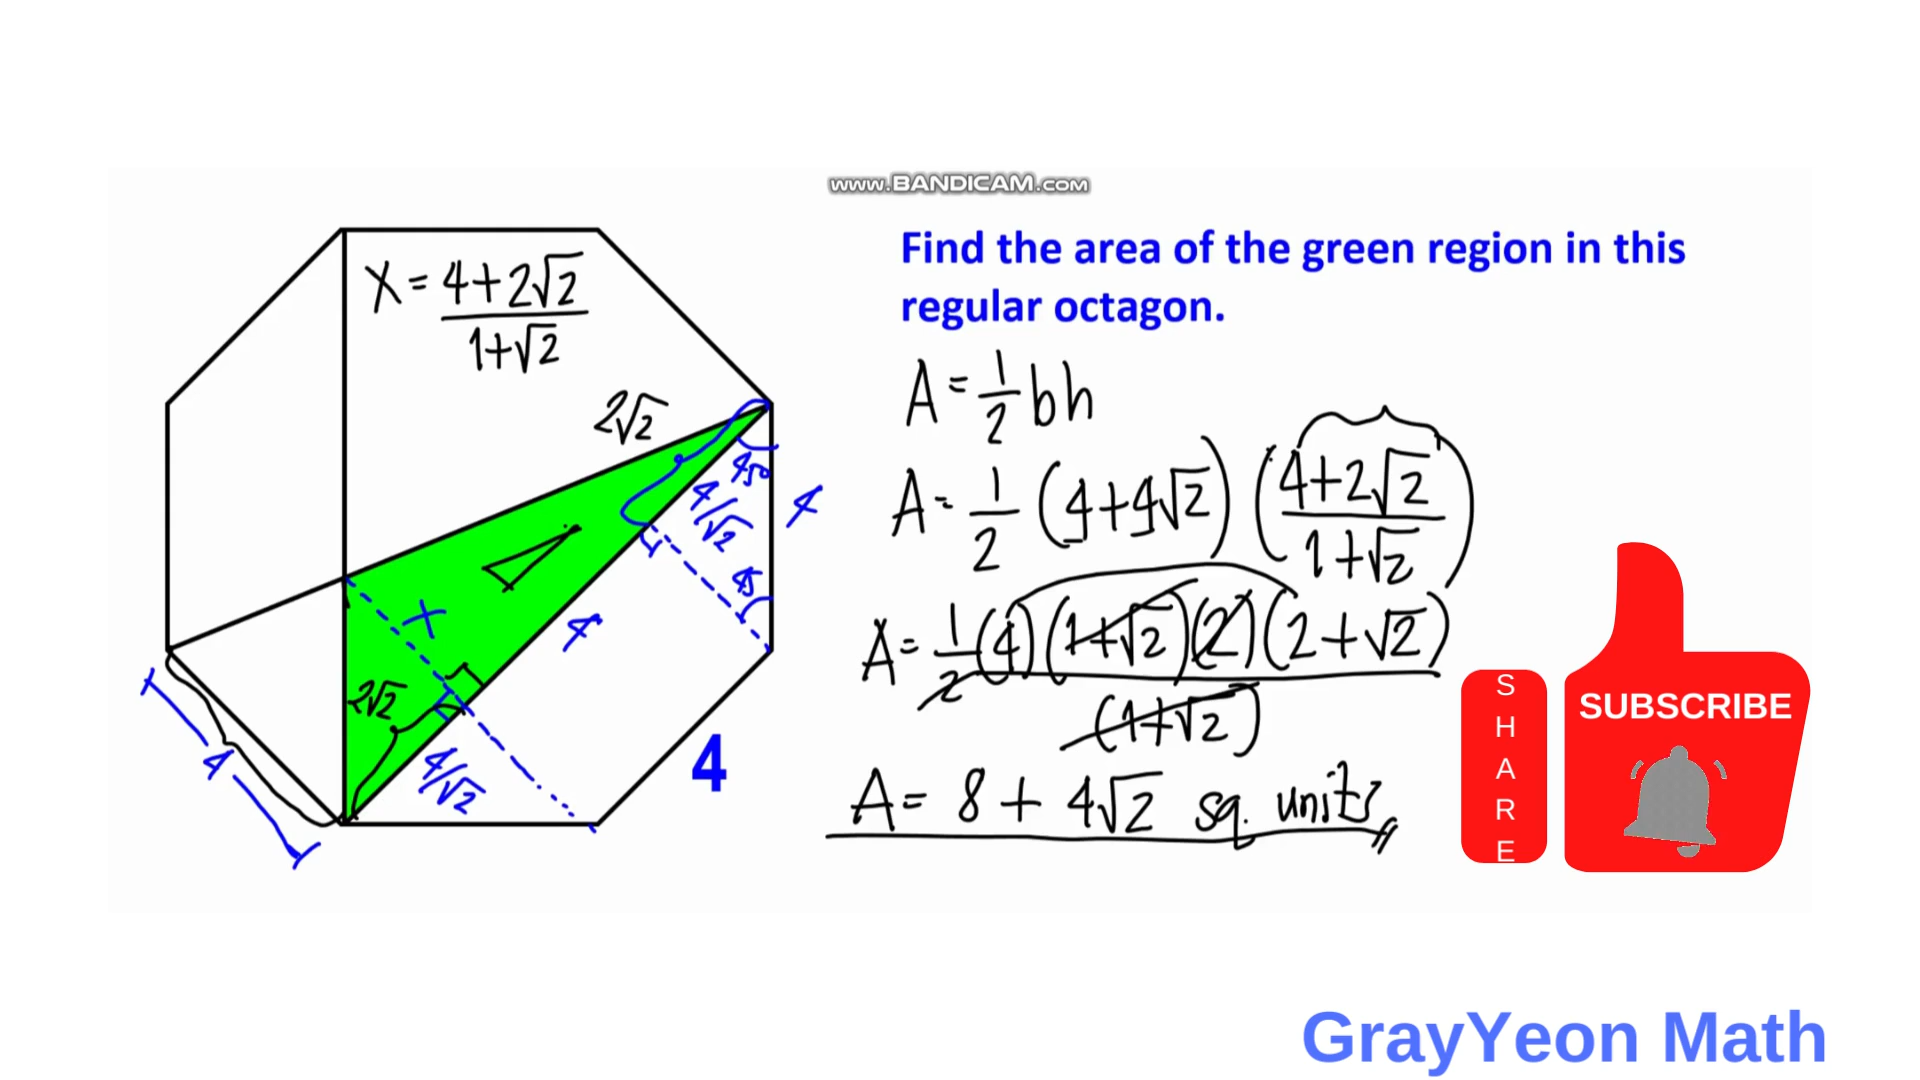 www.BANDICAM.com
Find the area of the green region in this
regular octagon.
X = 4+2√2
1+√2
2√2
45°
4/√2
4
45
X
4
2√2
4/√2
4
4
A = 1/2 bh
A = 1/2 (4+4√2) (4+2√2 / 1+√2)
A = 1/2 (4)(1+√2)(2)(2+√2)
(1+√2)
A = 8 + 4√2 sq. units
S
H
A
R
E
SUBSCRIBE
GrayYeon Math